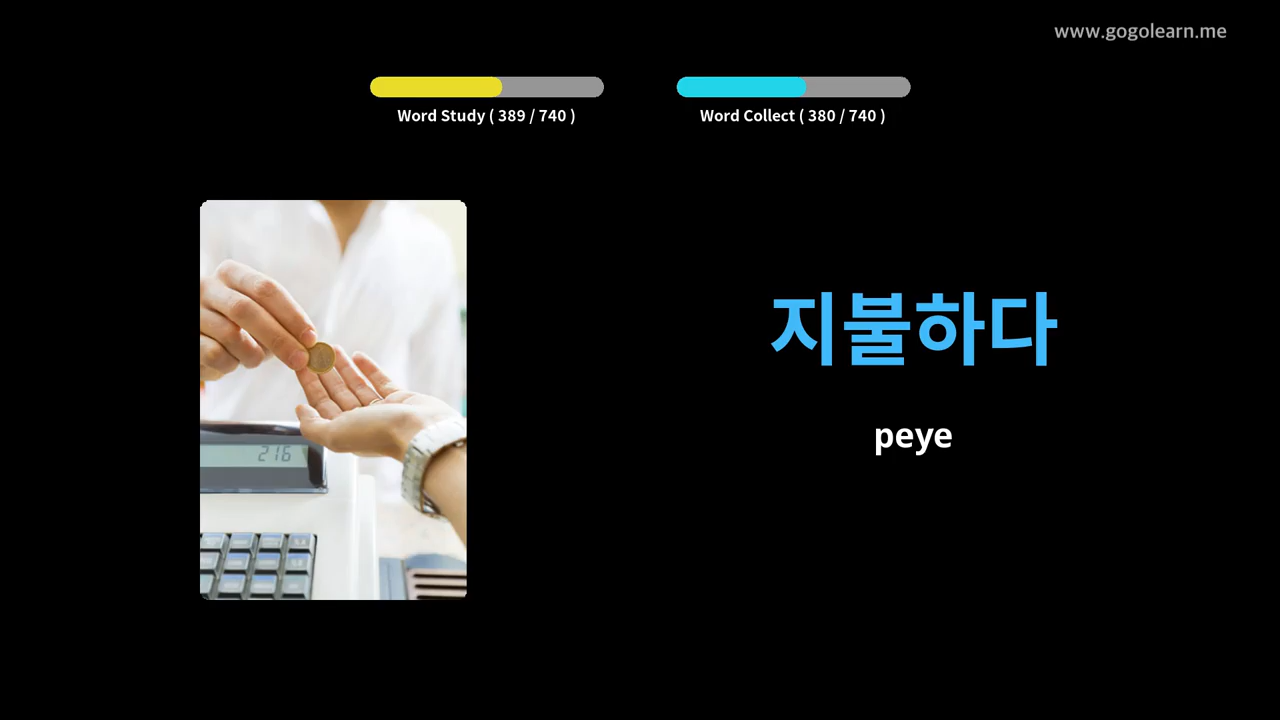 www.gogolearn.me
Word Study ( 389 / 740 )
Word Collect ( 380 / 740 )
지불하다
peye
216